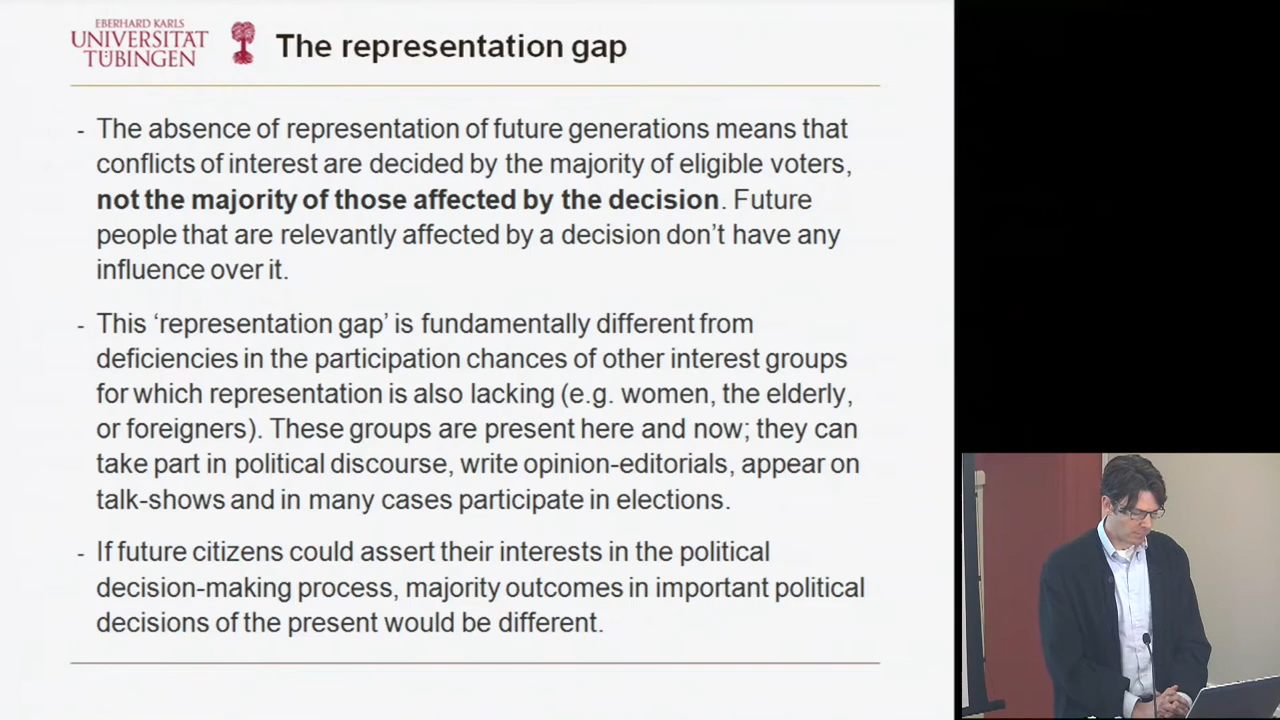 EBERHARD KARLS
UNIVERSITÄT
TÜBINGEN
The representation gap
- The absence of representation of future generations means that
conflicts of interest are decided by the majority of eligible voters,
not the majority of those affected by the decision. Future
people that are relevantly affected by a decision don’t have any
influence over it.
- This ‘representation gap’ is fundamentally different from
deficiencies in the participation chances of other interest groups
for which representation is also lacking (e.g. women, the elderly,
or foreigners). These groups are present here and now; they can
take part in political discourse, write opinion-editorials, appear on
talk-shows and in many cases participate in elections.
- If future citizens could assert their interests in the political
decision-making process, majority outcomes in important political
decisions of the present would be different.